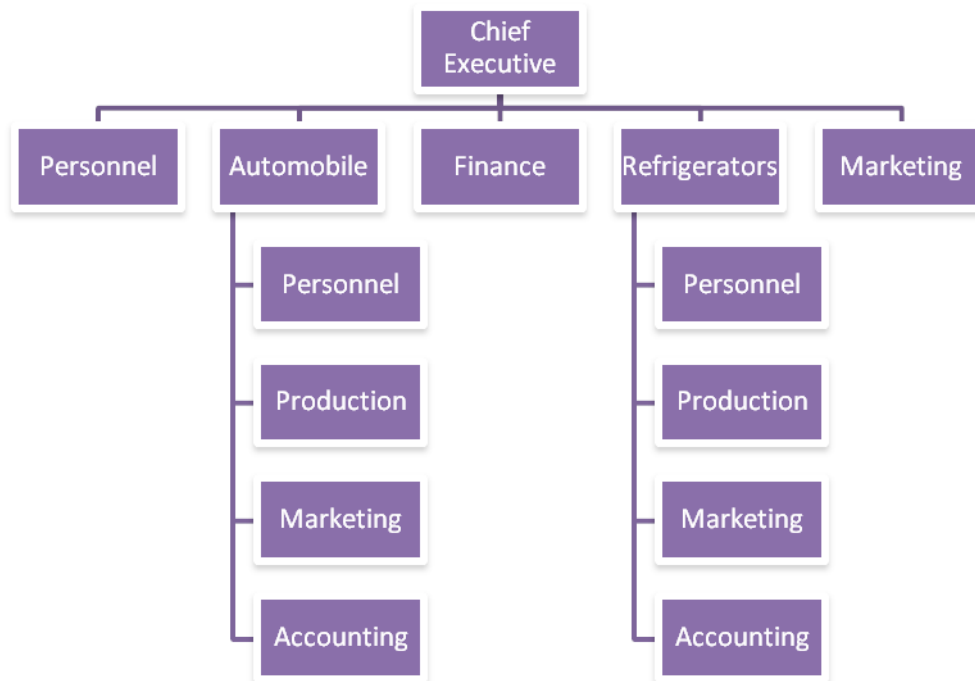 Chief
Executive
Personnel
Automobile
Finance
Refrigerators
Marketing
Personnel
Production
Marketing
Accounting
Personnel
Production
Marketing
Accounting